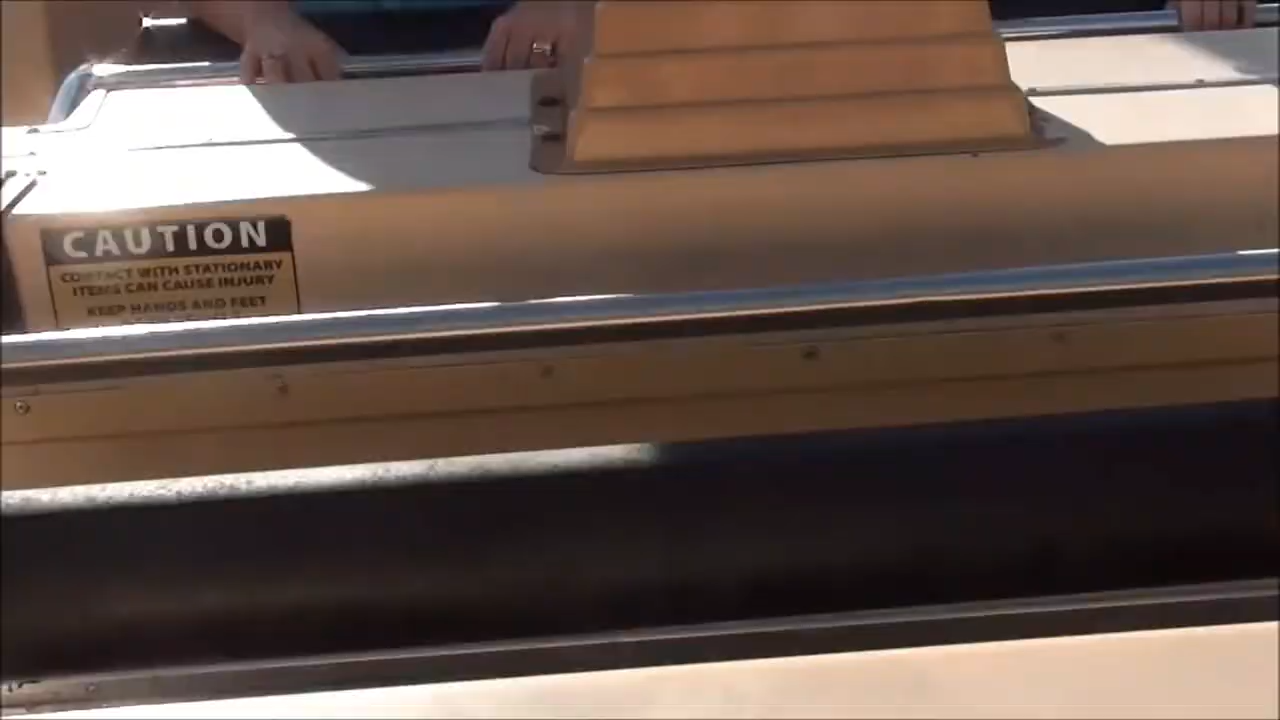 CAUTION
CONTACT WITH STATIONARY
ITEMS CAN CAUSE INJURY
KEEP HANDS AND FEET